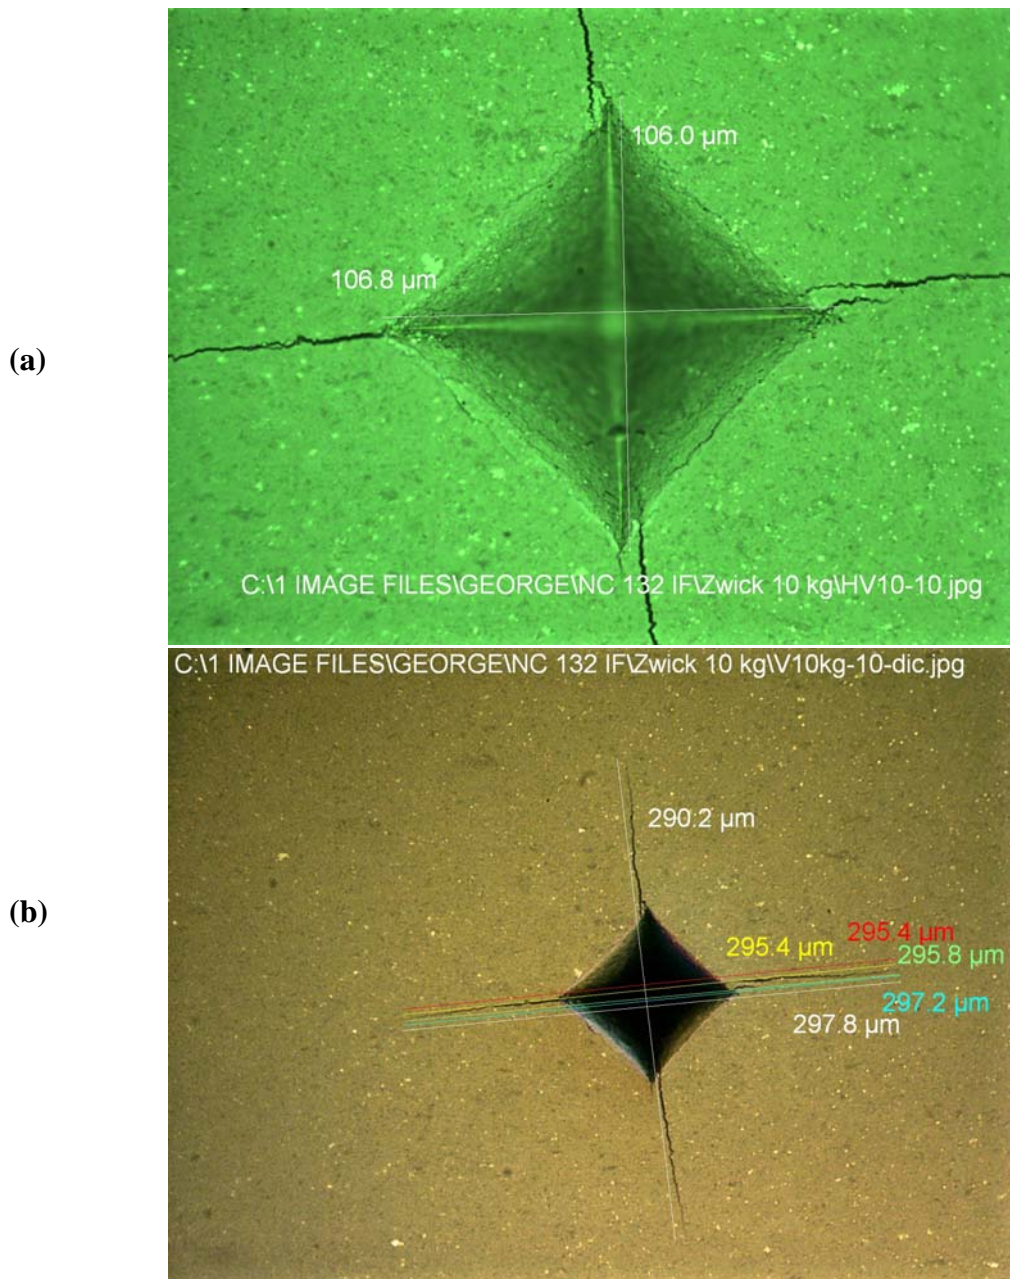 106.0 µm
106.8 µm
(a)
C:\1 IMAGE FILES\GEORGE\NC 132 IF\Zwick 10 kg\HV10-10.jpg
C:\1 IMAGE FILES\GEORGE\NC 132 IF\Zwick 10 kg\V10kg-10-dic.jpg
290.2 µm
(b)
295.4 µm
295.4 µm
295.8 µm
297.2 µm
297.8 µm